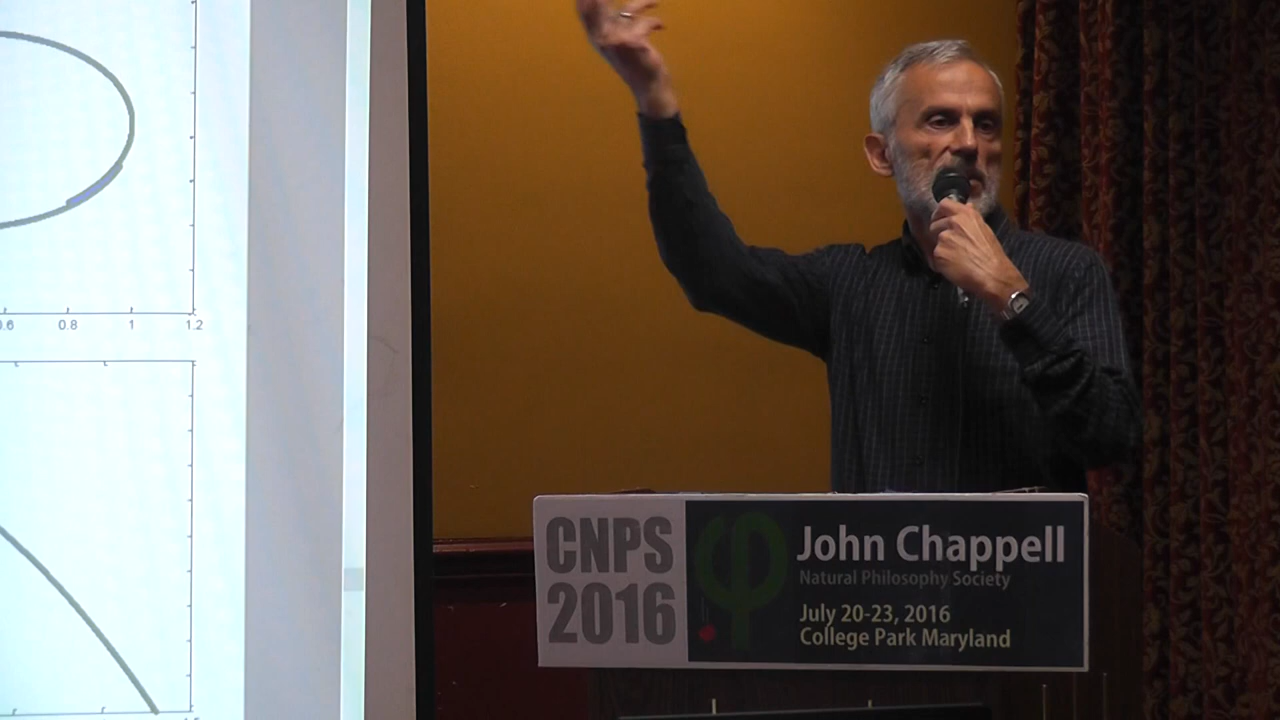 0.6 0.8 1 1.2
CNPS
2016
John Chappell
Natural Philosophy Society
July 20-23, 2016
College Park Maryland